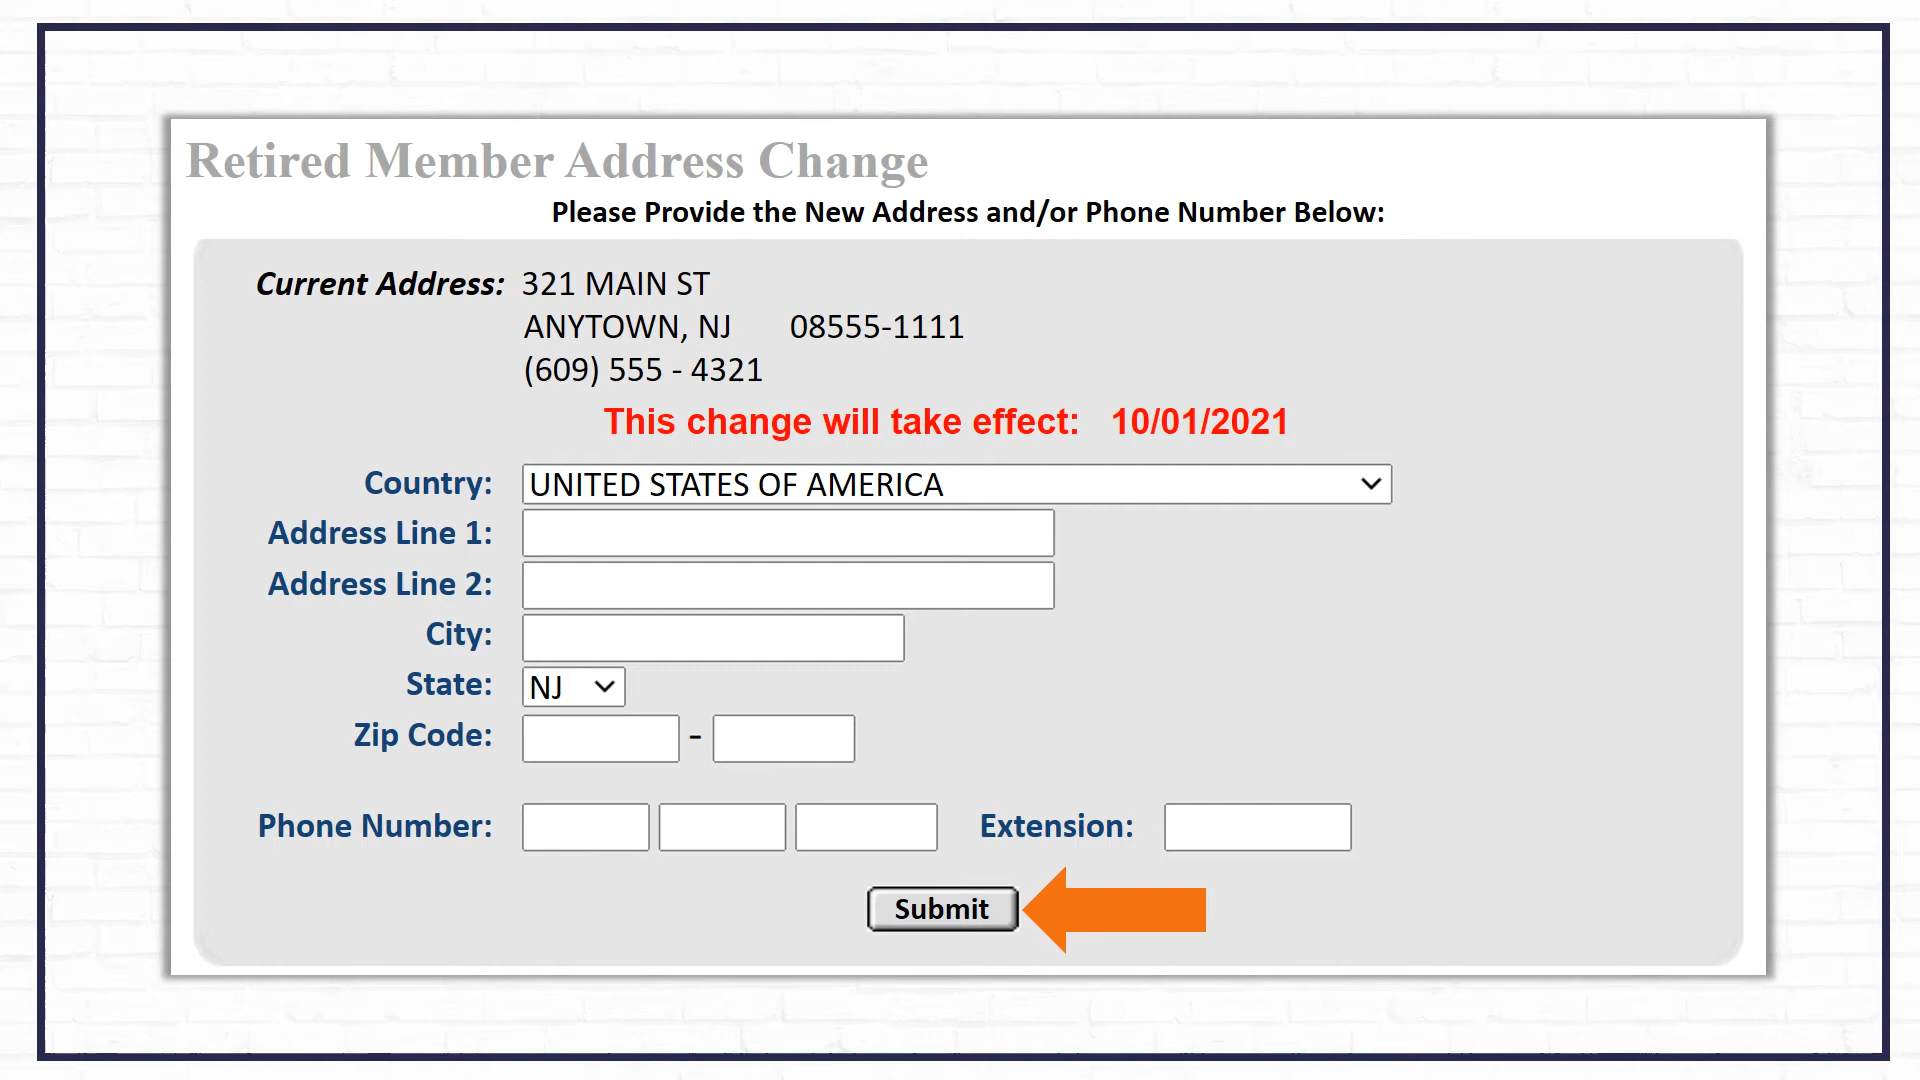 Retired Member Address Change
Please Provide the New Address and/or Phone Number Below:
Current Address: 321 MAIN ST
ANYTOWN, NJ 08555-1111
(609) 555 - 4321
This change will take effect: 10/01/2021
Country: UNITED STATES OF AMERICA
Address Line 1:
Address Line 2:
City:
State: NJ
Zip Code: -
Phone Number: Extension:
Submit